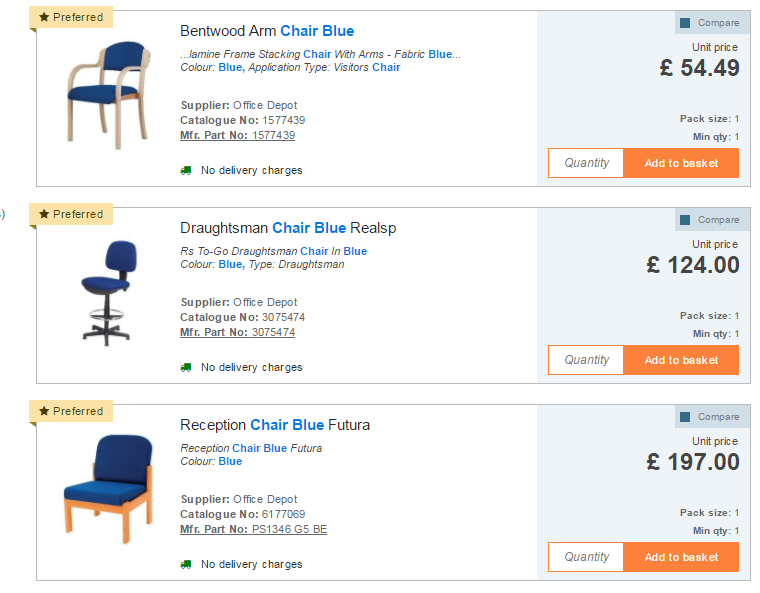 Preferred
Compare
Bentwood Arm Chair Blue
Unit price
...lamine Frame Stacking Chair With Arms - Fabric Blue...
£ 54.49
Colour: Blue, Application Type: Visitors Chair
Supplier: Office Depot
Catalogue No: 1577439
Pack size: 1
Mfr. Part No: 1577439
Min qty: 1
No delivery charges
Quantity
Add to basket
Preferred
Compare
Draughtsman Chair Blue Realsp
Unit price
Rs To-Go Draughtsman Chair In Blue
£ 124.00
Colour: Blue, Type: Draughtsman
Supplier: Office Depot
Catalogue No: 3075474
Pack size: 1
Mfr. Part No: 3075474
Min qty: 1
No delivery charges
Quantity
Add to basket
Preferred
Compare
Reception Chair Blue Futura
Unit price
Reception Chair Blue Futura
£ 197.00
Colour: Blue
Supplier: Office Depot
Catalogue No: 6177069
Pack size: 1
Mfr. Part No: PS1346 G5 BE
Min qty: 1
No delivery charges
Quantity
Add to basket